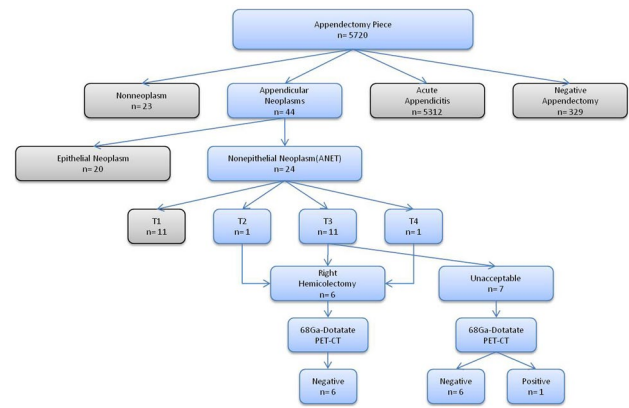 Appendectomy Piece
n= 5720
Nonneoplasm
n= 23
Appendicular
Neoplasms
n= 44
Acute
Appendicitis
n= 5312
Negative
Appendectomy
n= 329
Epithelial Neoplasm
n= 20
Nonepithelial Neoplasm(ANET)
n= 24
T1
n= 11
T2
n= 1
T3
n= 11
T4
n= 1
Right
Hemicolectomy
n= 6
Unacceptable
n= 7
68Ga-Dotatate
PET-CT
68Ga-Dotatate
PET-CT
Negative
n= 6
Negative
n= 6
Positive
n= 1